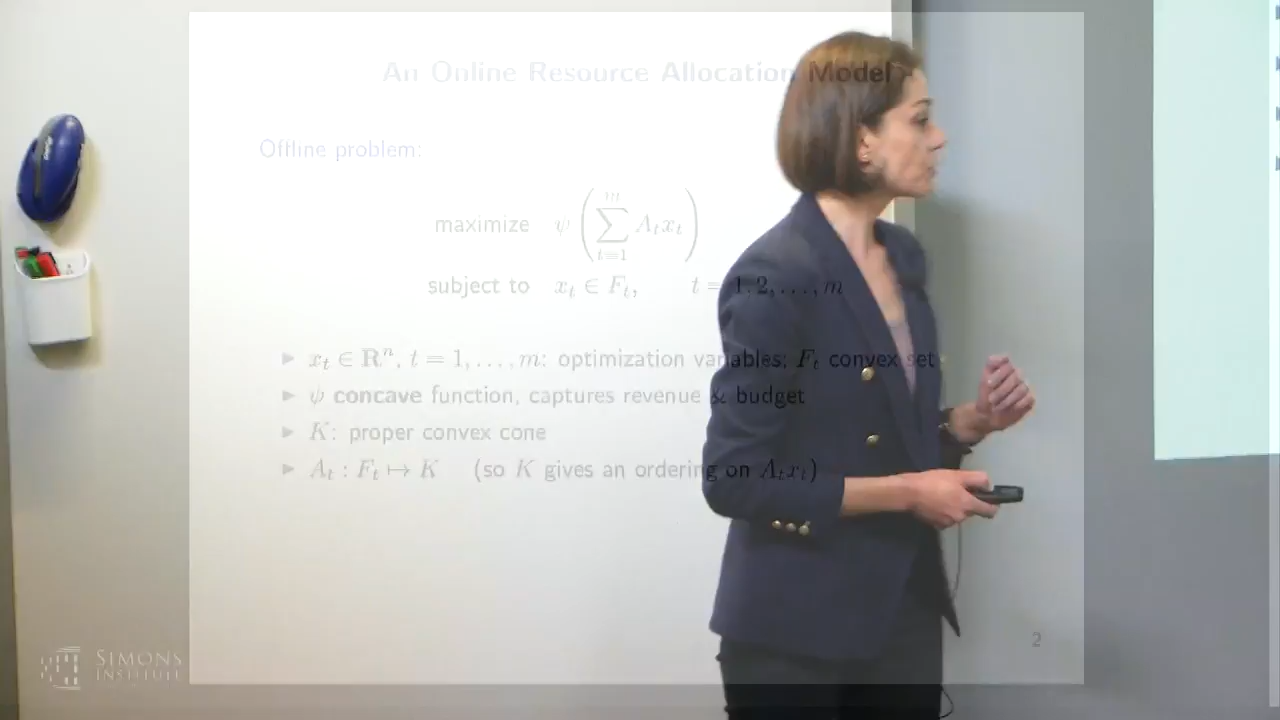 An Online Resource Allocation Model
Offline problem:
maximize ψ ( ∑_{t=1}^{m} A_t x_t )
subject to x_t ∈ F_t, t = 1, 2, . . . , m
▶ x_t ∈ R^n, t = 1, . . . , m: optimization variables; F_t convex set
▶ ψ concave function, captures revenue & budget
▶ K: proper convex cone
▶ A_t : F_t ↦ K (so K gives an ordering on A_t x_t)
2
SIMONS
INSTITUTE